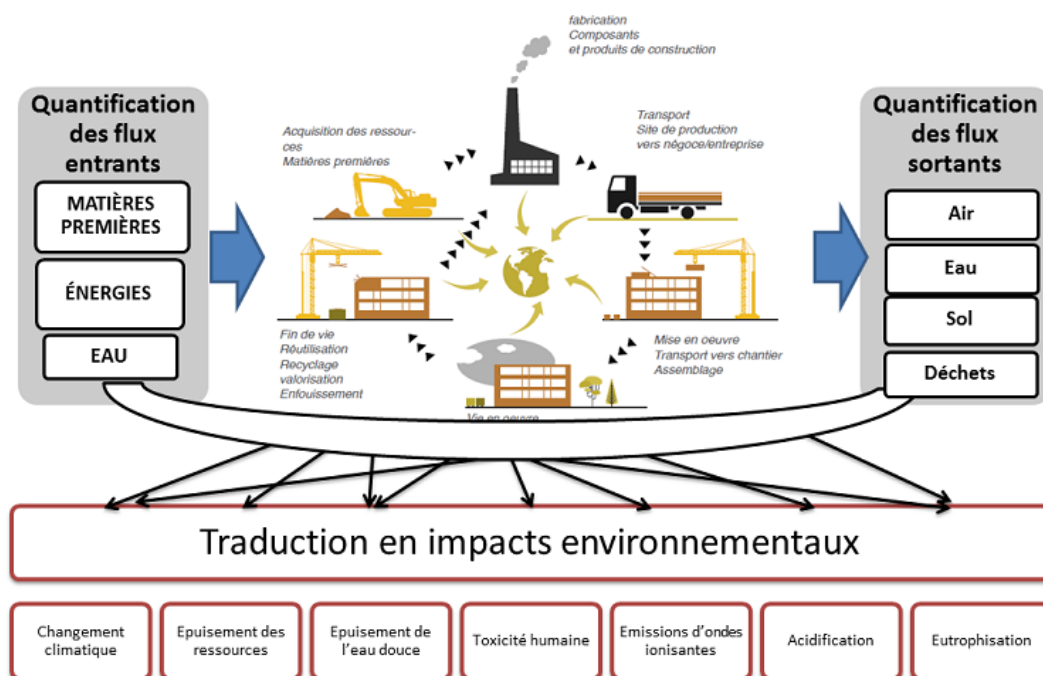 fabrication
Composants
et produits de construction
Quantification
des flux
entrants
MATIÈRES
PREMIÈRES
ÉNERGIES
EAU
Acquisition des ressour-
ces
Matières premières
Transport
Site de production
vers négoce/entreprise
Fin de vie
Réutilisation
Recyclage
valorisation
Enfouissement
Mise en oeuvre
Transport vers chantier
Assemblage
Vie en oeuvre
Quantification
des flux
sortants
Air
Eau
Sol
Déchets
Traduction en impacts environnementaux
Changement
climatique
Epuisement des
ressources
Epuisement de
l'eau douce
Toxicité humaine
Emissions d'ondes
ionisantes
Acidification
Eutrophisation